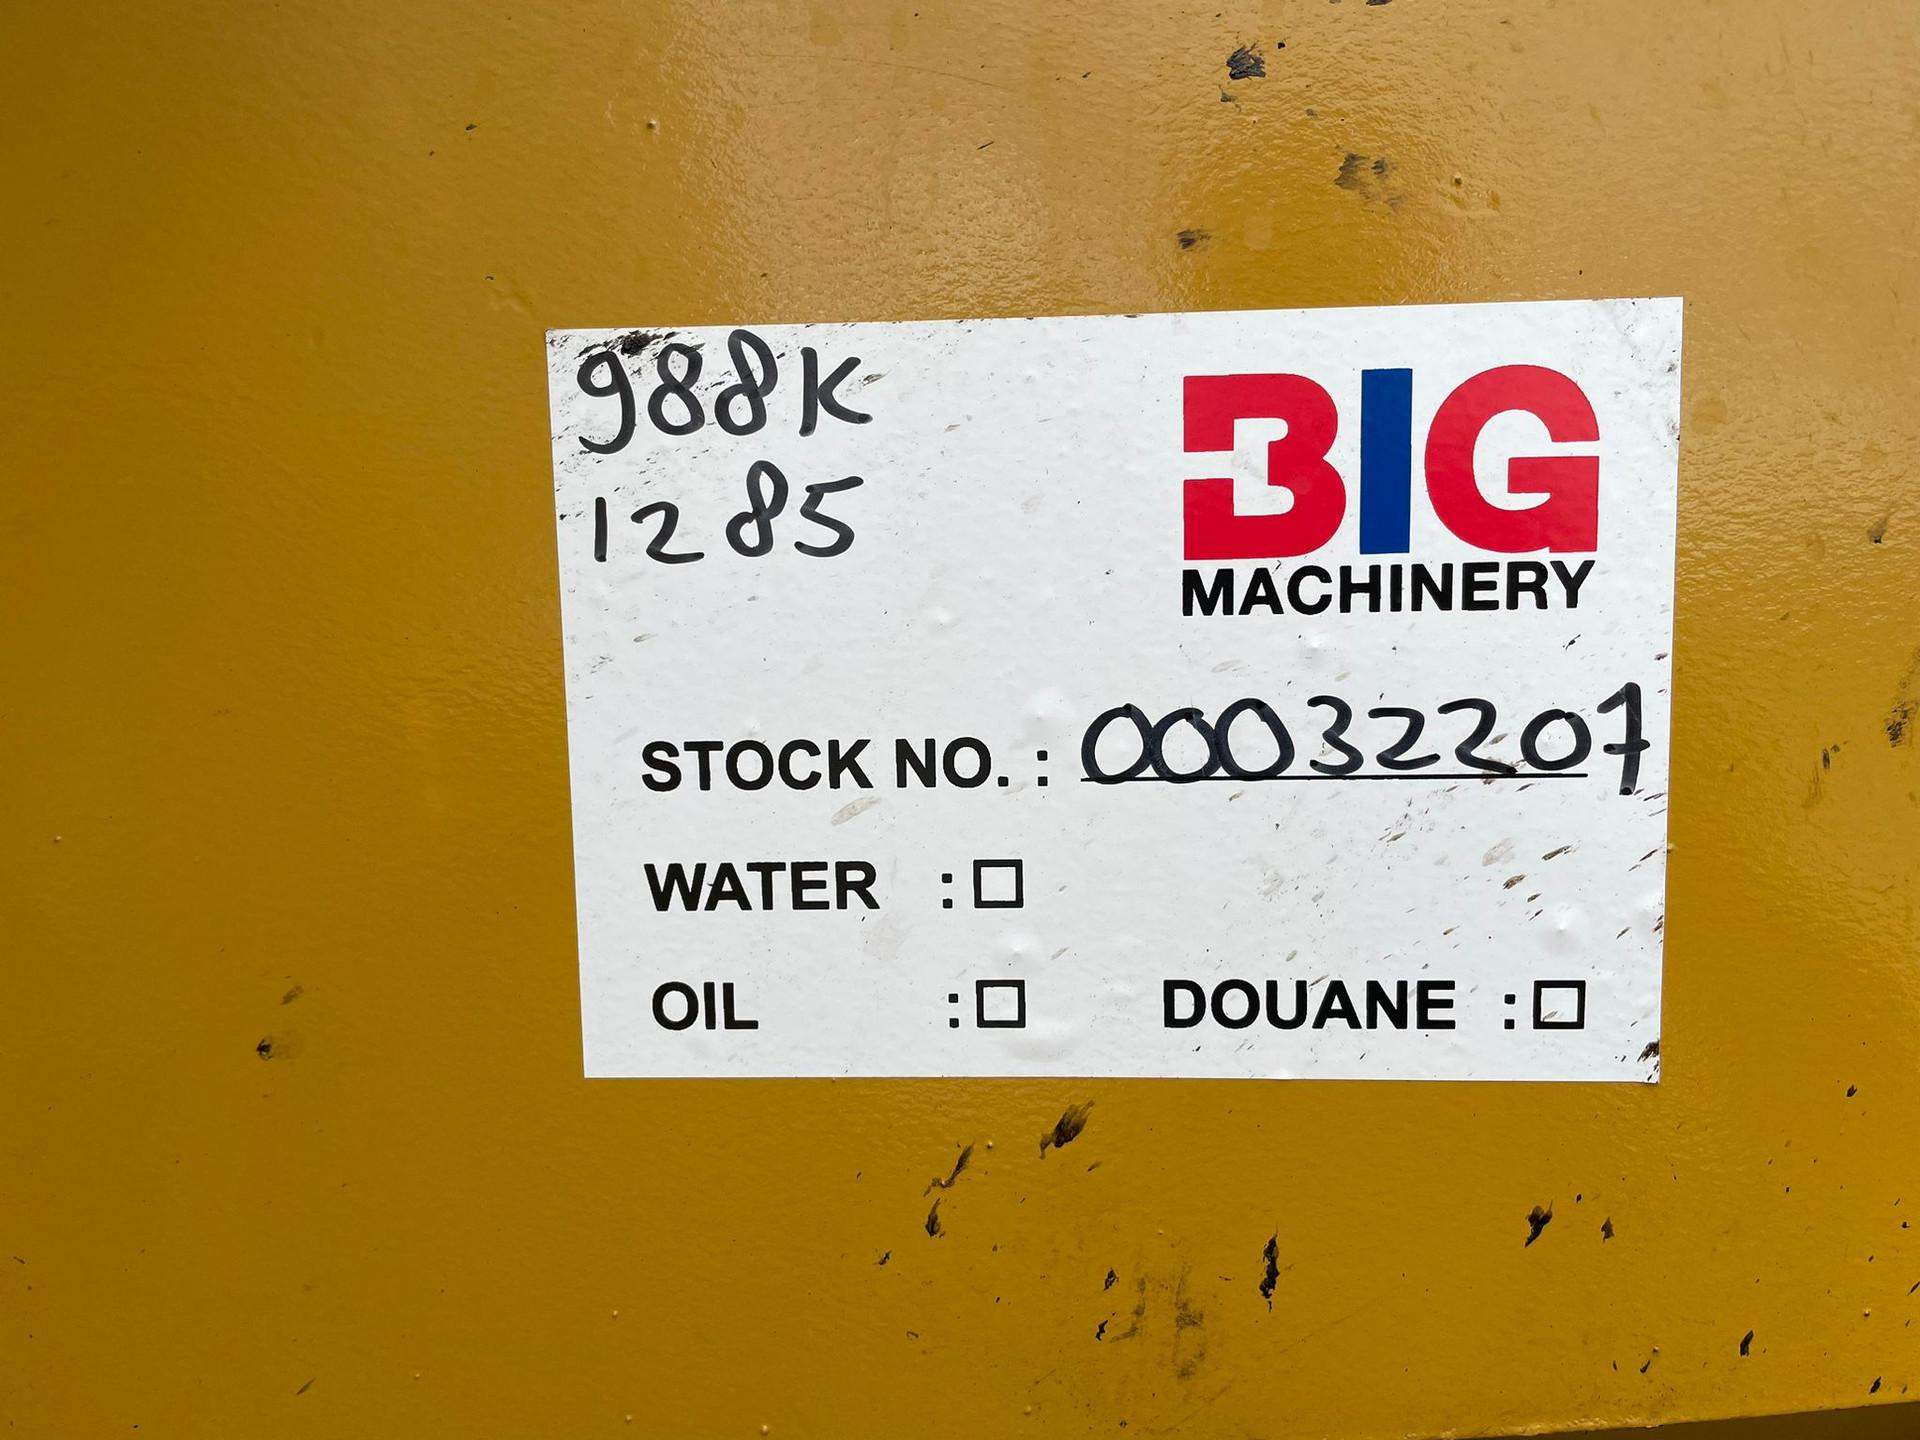 988K
1285
BIG
MACHINERY
STOCK NO. : 00032207
WATER :☐
OIL :☐ DOUANE :☐